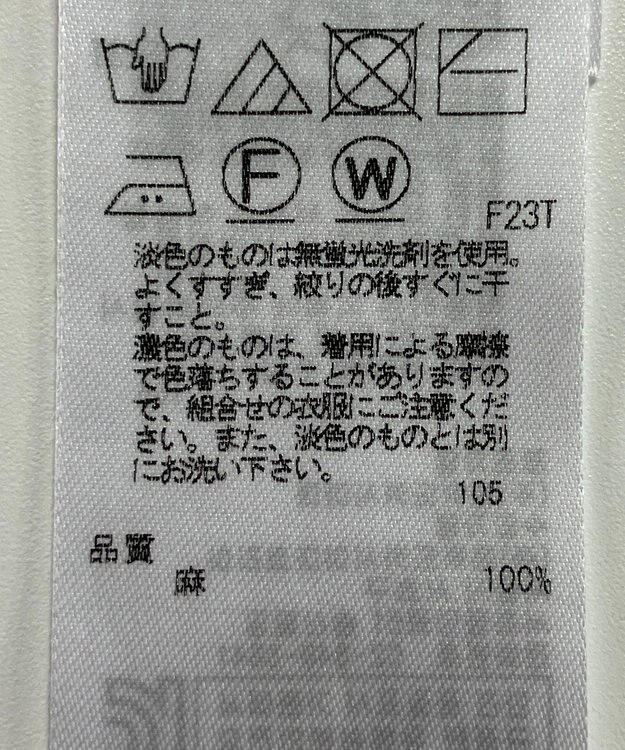 F
W
F23T
淡色のものは無蛍光洗剤を使用。
よくすすぎ、絞りの後すぐに干
すこと。
濃色のものは、着用による摩擦
で色落ちすることがありますの
で、組合せの衣服にご注意くだ
さい。また、淡色のものとは別
にお洗い下さい。
105
品質
麻 100%